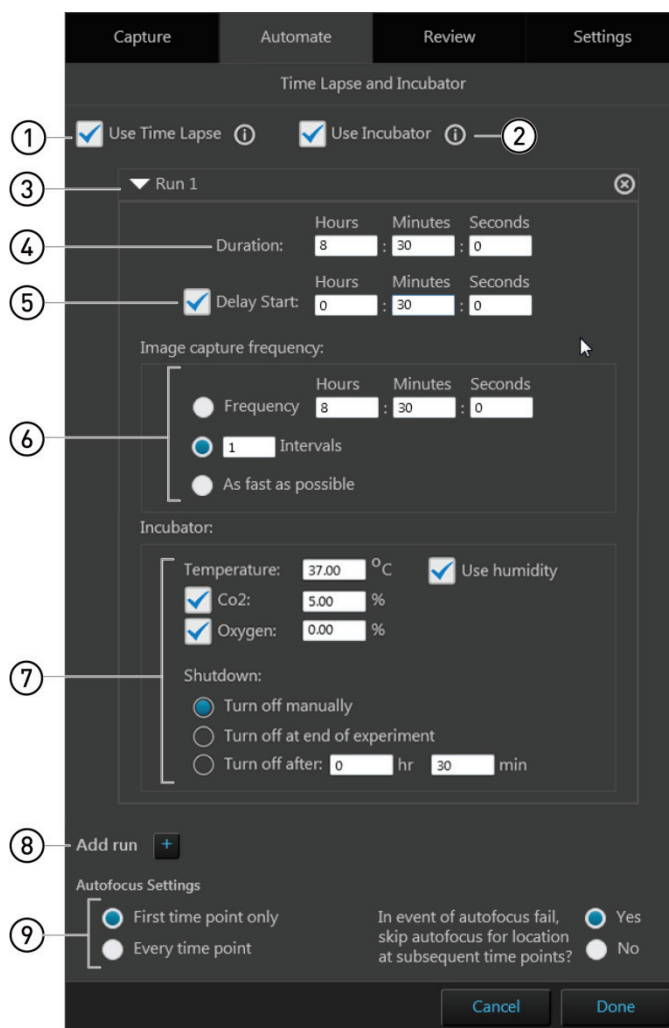 Capture Automate Review Settings
Time Lapse and Incubator
1 Use Time Lapse i Use Incubator i 2
3 Run 1
Hours Minutes Seconds
4 Duration: 8 : 30 : 0
Hours Minutes Seconds
5 Delay Start: 0 : 30 : 0
Image capture frequency:
Hours Minutes Seconds
Frequency 8 : 30 : 0
6 1 Intervals
As fast as possible
Incubator:
Temperature: 37.00 °C Use humidity
Co2: 5.00 %
Oxygen: 0.00 %
7 Shutdown:
Turn off manually
Turn off at end of experiment
Turn off after: 0 hr 30 min
8 Add run +
Autofocus Settings
9 First time point only
Every time point
In event of autofocus fail,
skip autofocus for location
at subsequent time points?
Yes
No
Cancel Done